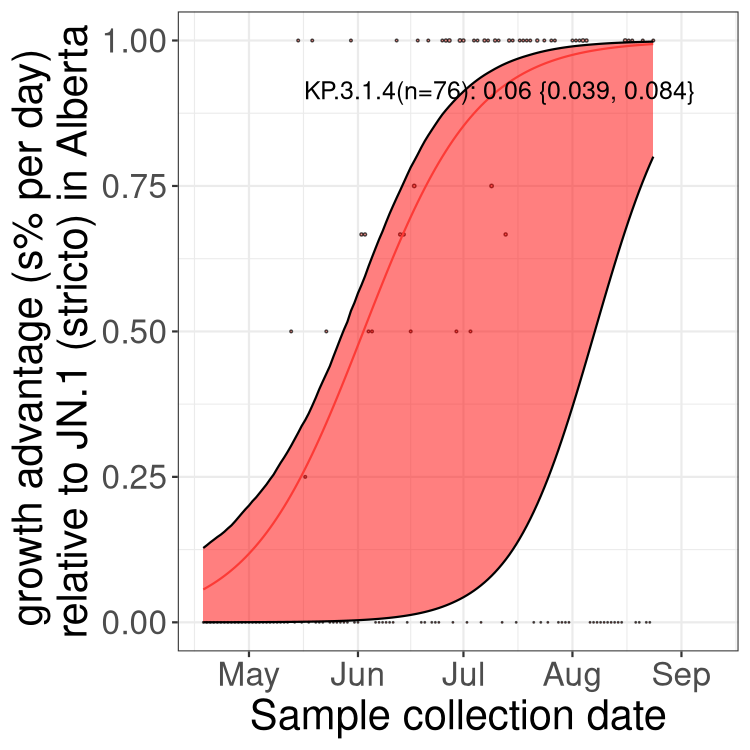 growth advantage (s% per day)
relative to JN.1 (stricto) in Alberta
1.00
0.75
0.50
0.25
0.00
KP.3.1.4(n=76): 0.06 {0.039, 0.084}
May Jun Jul Aug Sep
Sample collection date